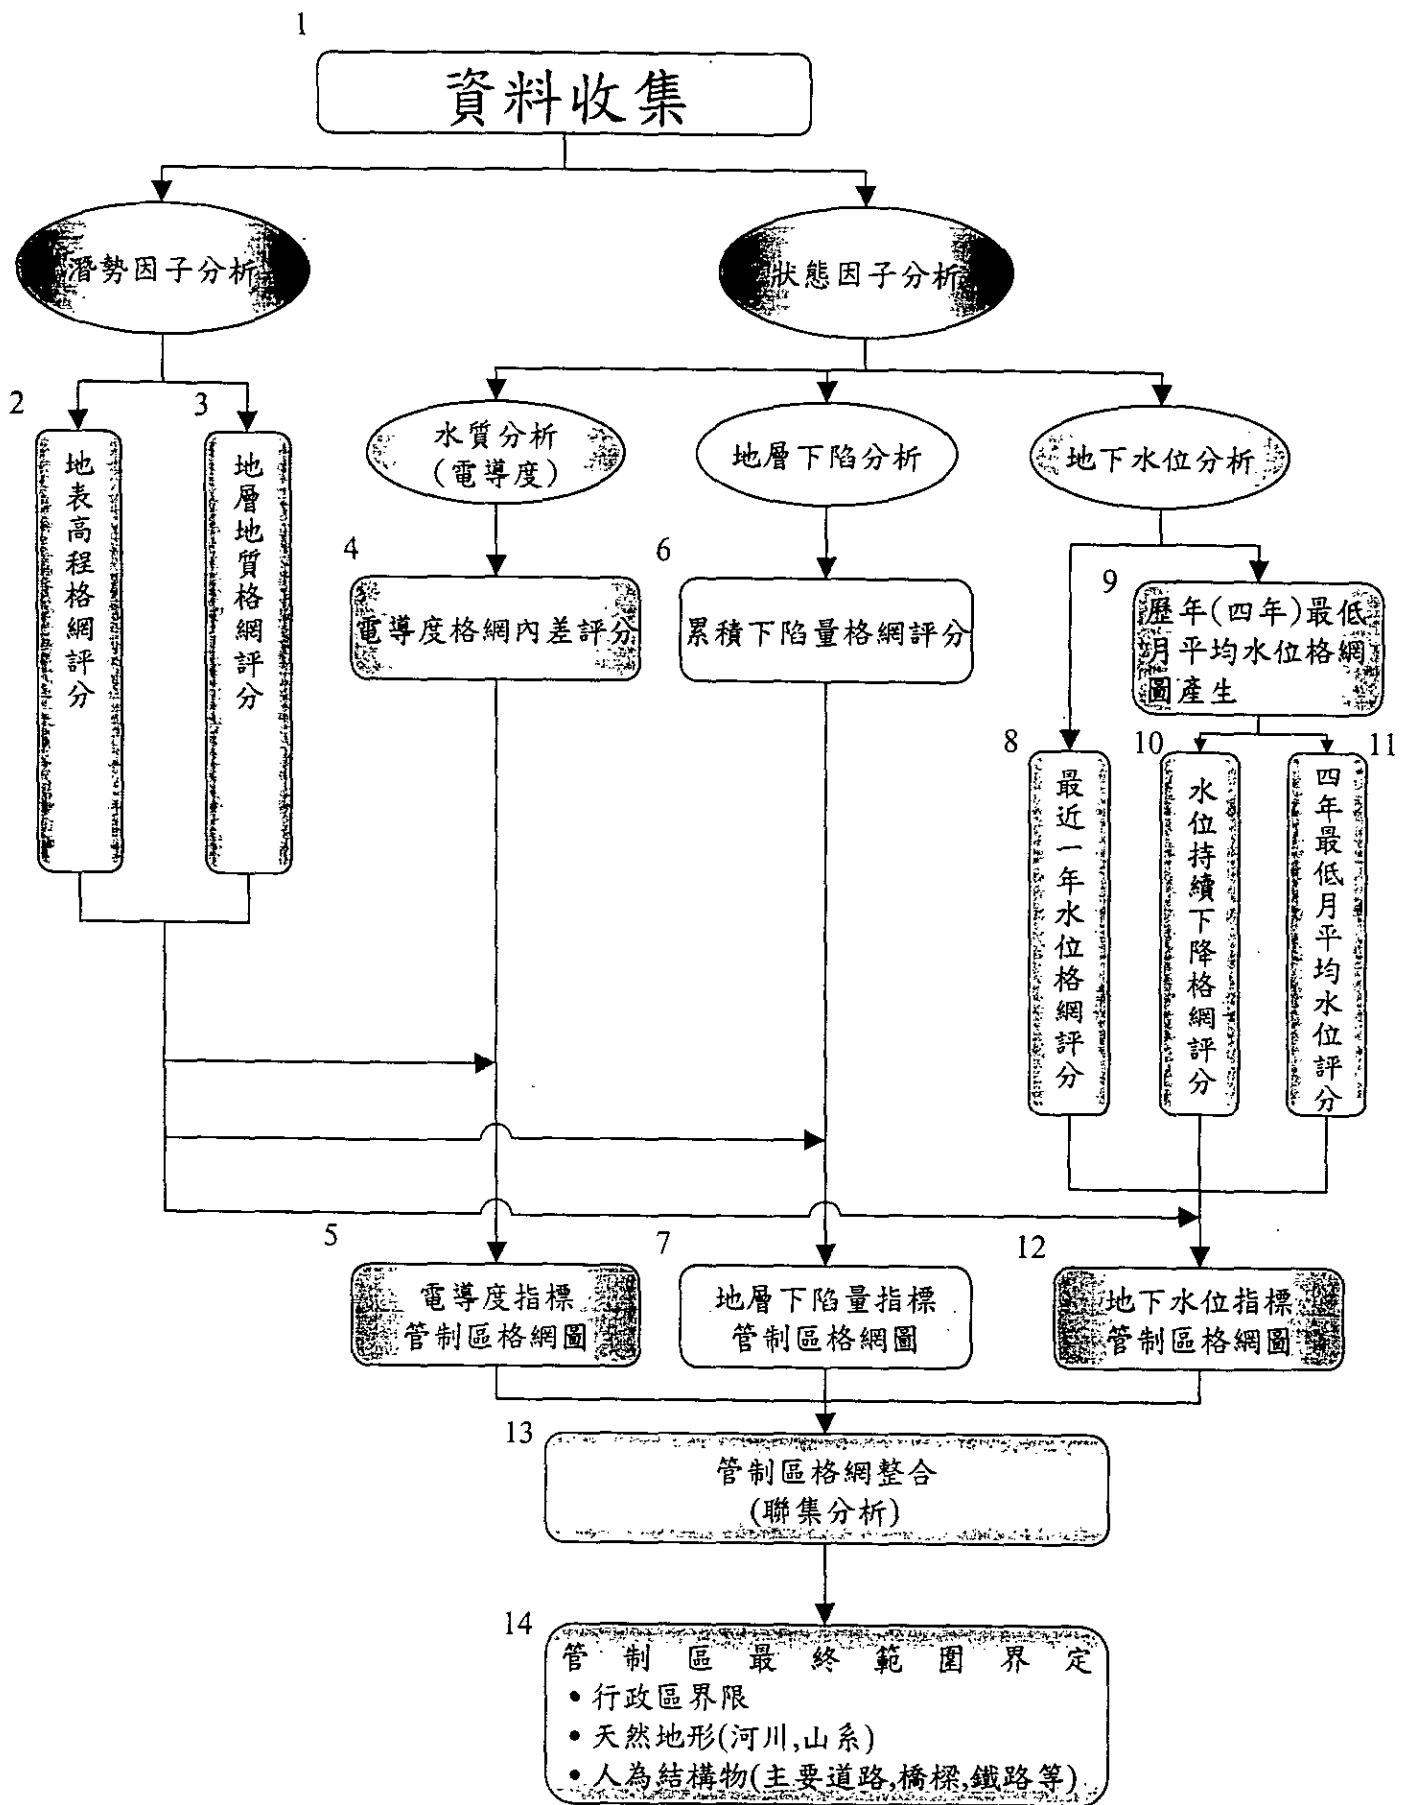 1
資料收集
潛勢因子分析
狀態因子分析
2
地表高程格網評分
3
地層地質格網評分
水質分析
(電導度)
地層下陷分析
地下水位分析
4
電導度格網內差評分
6
累積下陷量格網評分
9
歷年(四年)最低
月平均水位格網
圖產生
8
最近一年水位格網評分
10
水位持續下降格網評分
11
四年最低月平均水位評分
5
電導度指標
管制區格網圖
7
地層下陷量指標
管制區格網圖
12
地下水位指標
管制區格網圖
13
管制區格網整合
(聯集分析)
14
管制區最終範圍界定
•行政區界限
•天然地形(河川,山系)
•人為結構物(主要道路,橋樑,鐵路等)